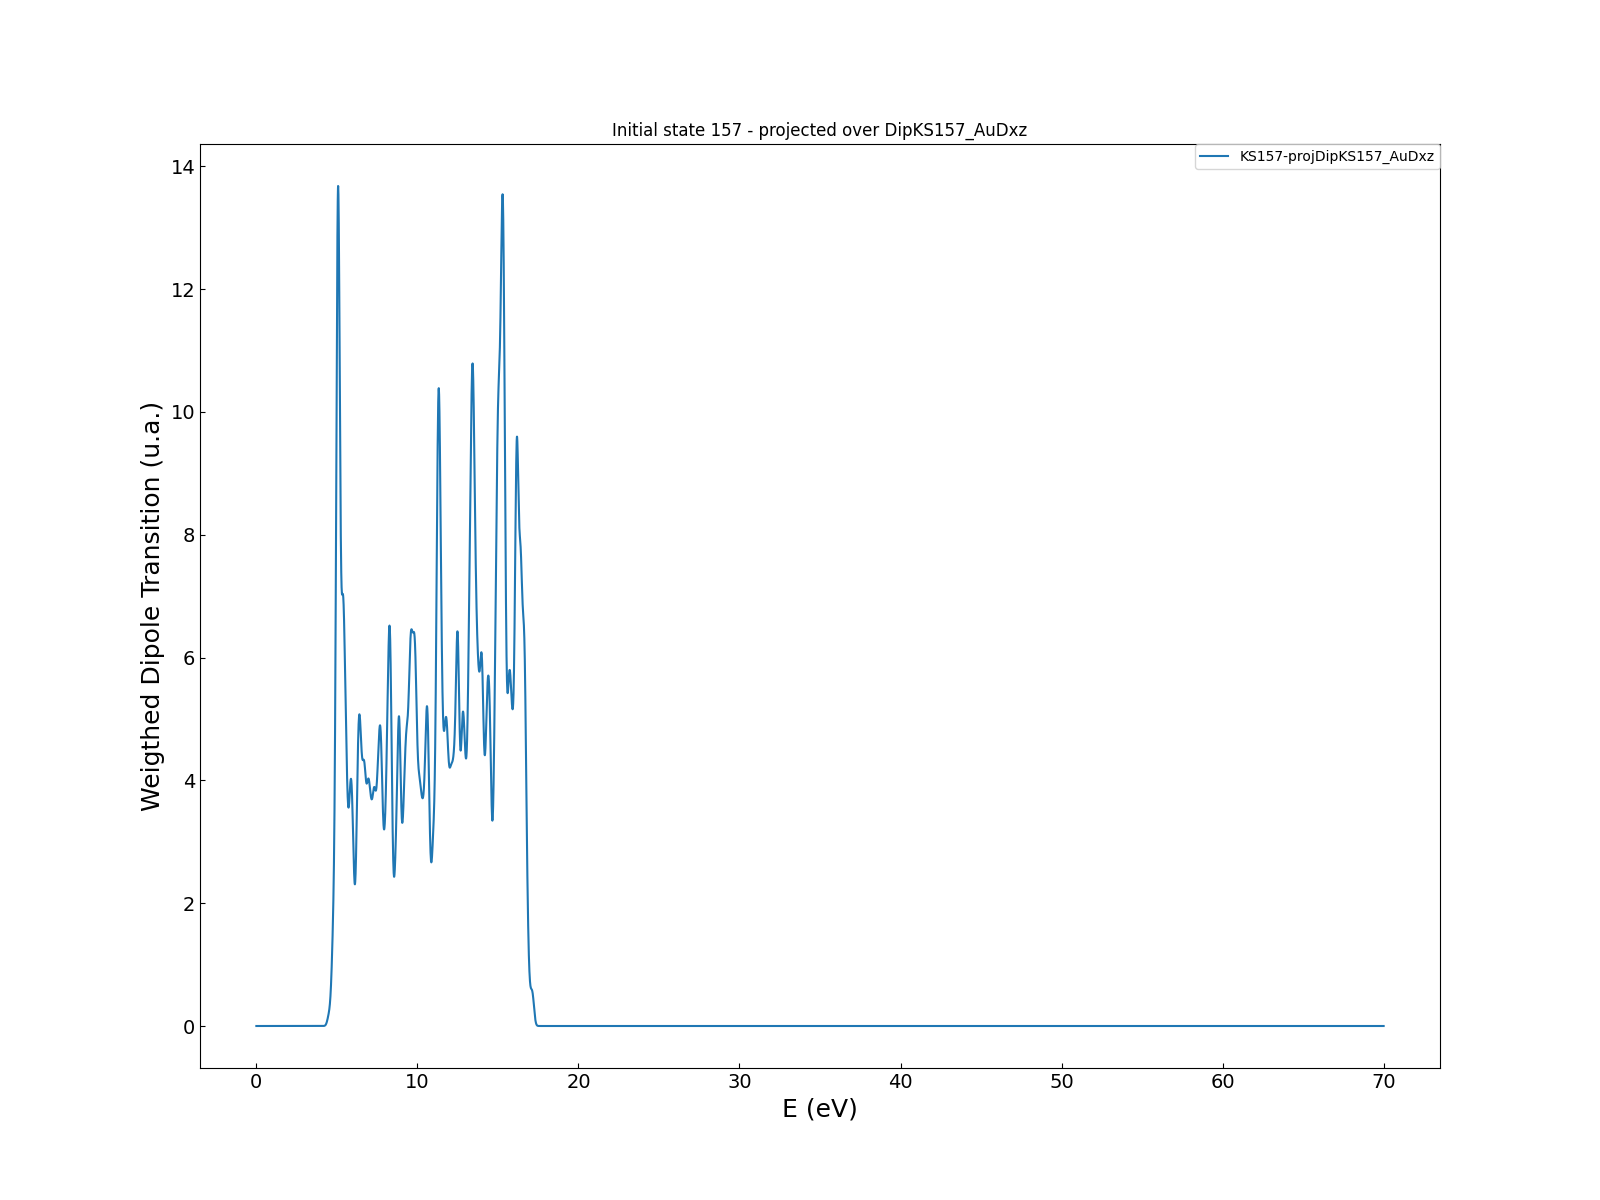 Initial state 157 - projected over DipKS157_AuDxz
KS157-projDipKS157_AuDxz
14
12
10
8
6
4
2
0
Weigthed Dipole Transition (u.a.)
0 10 20 30 40 50 60 70
E (eV)